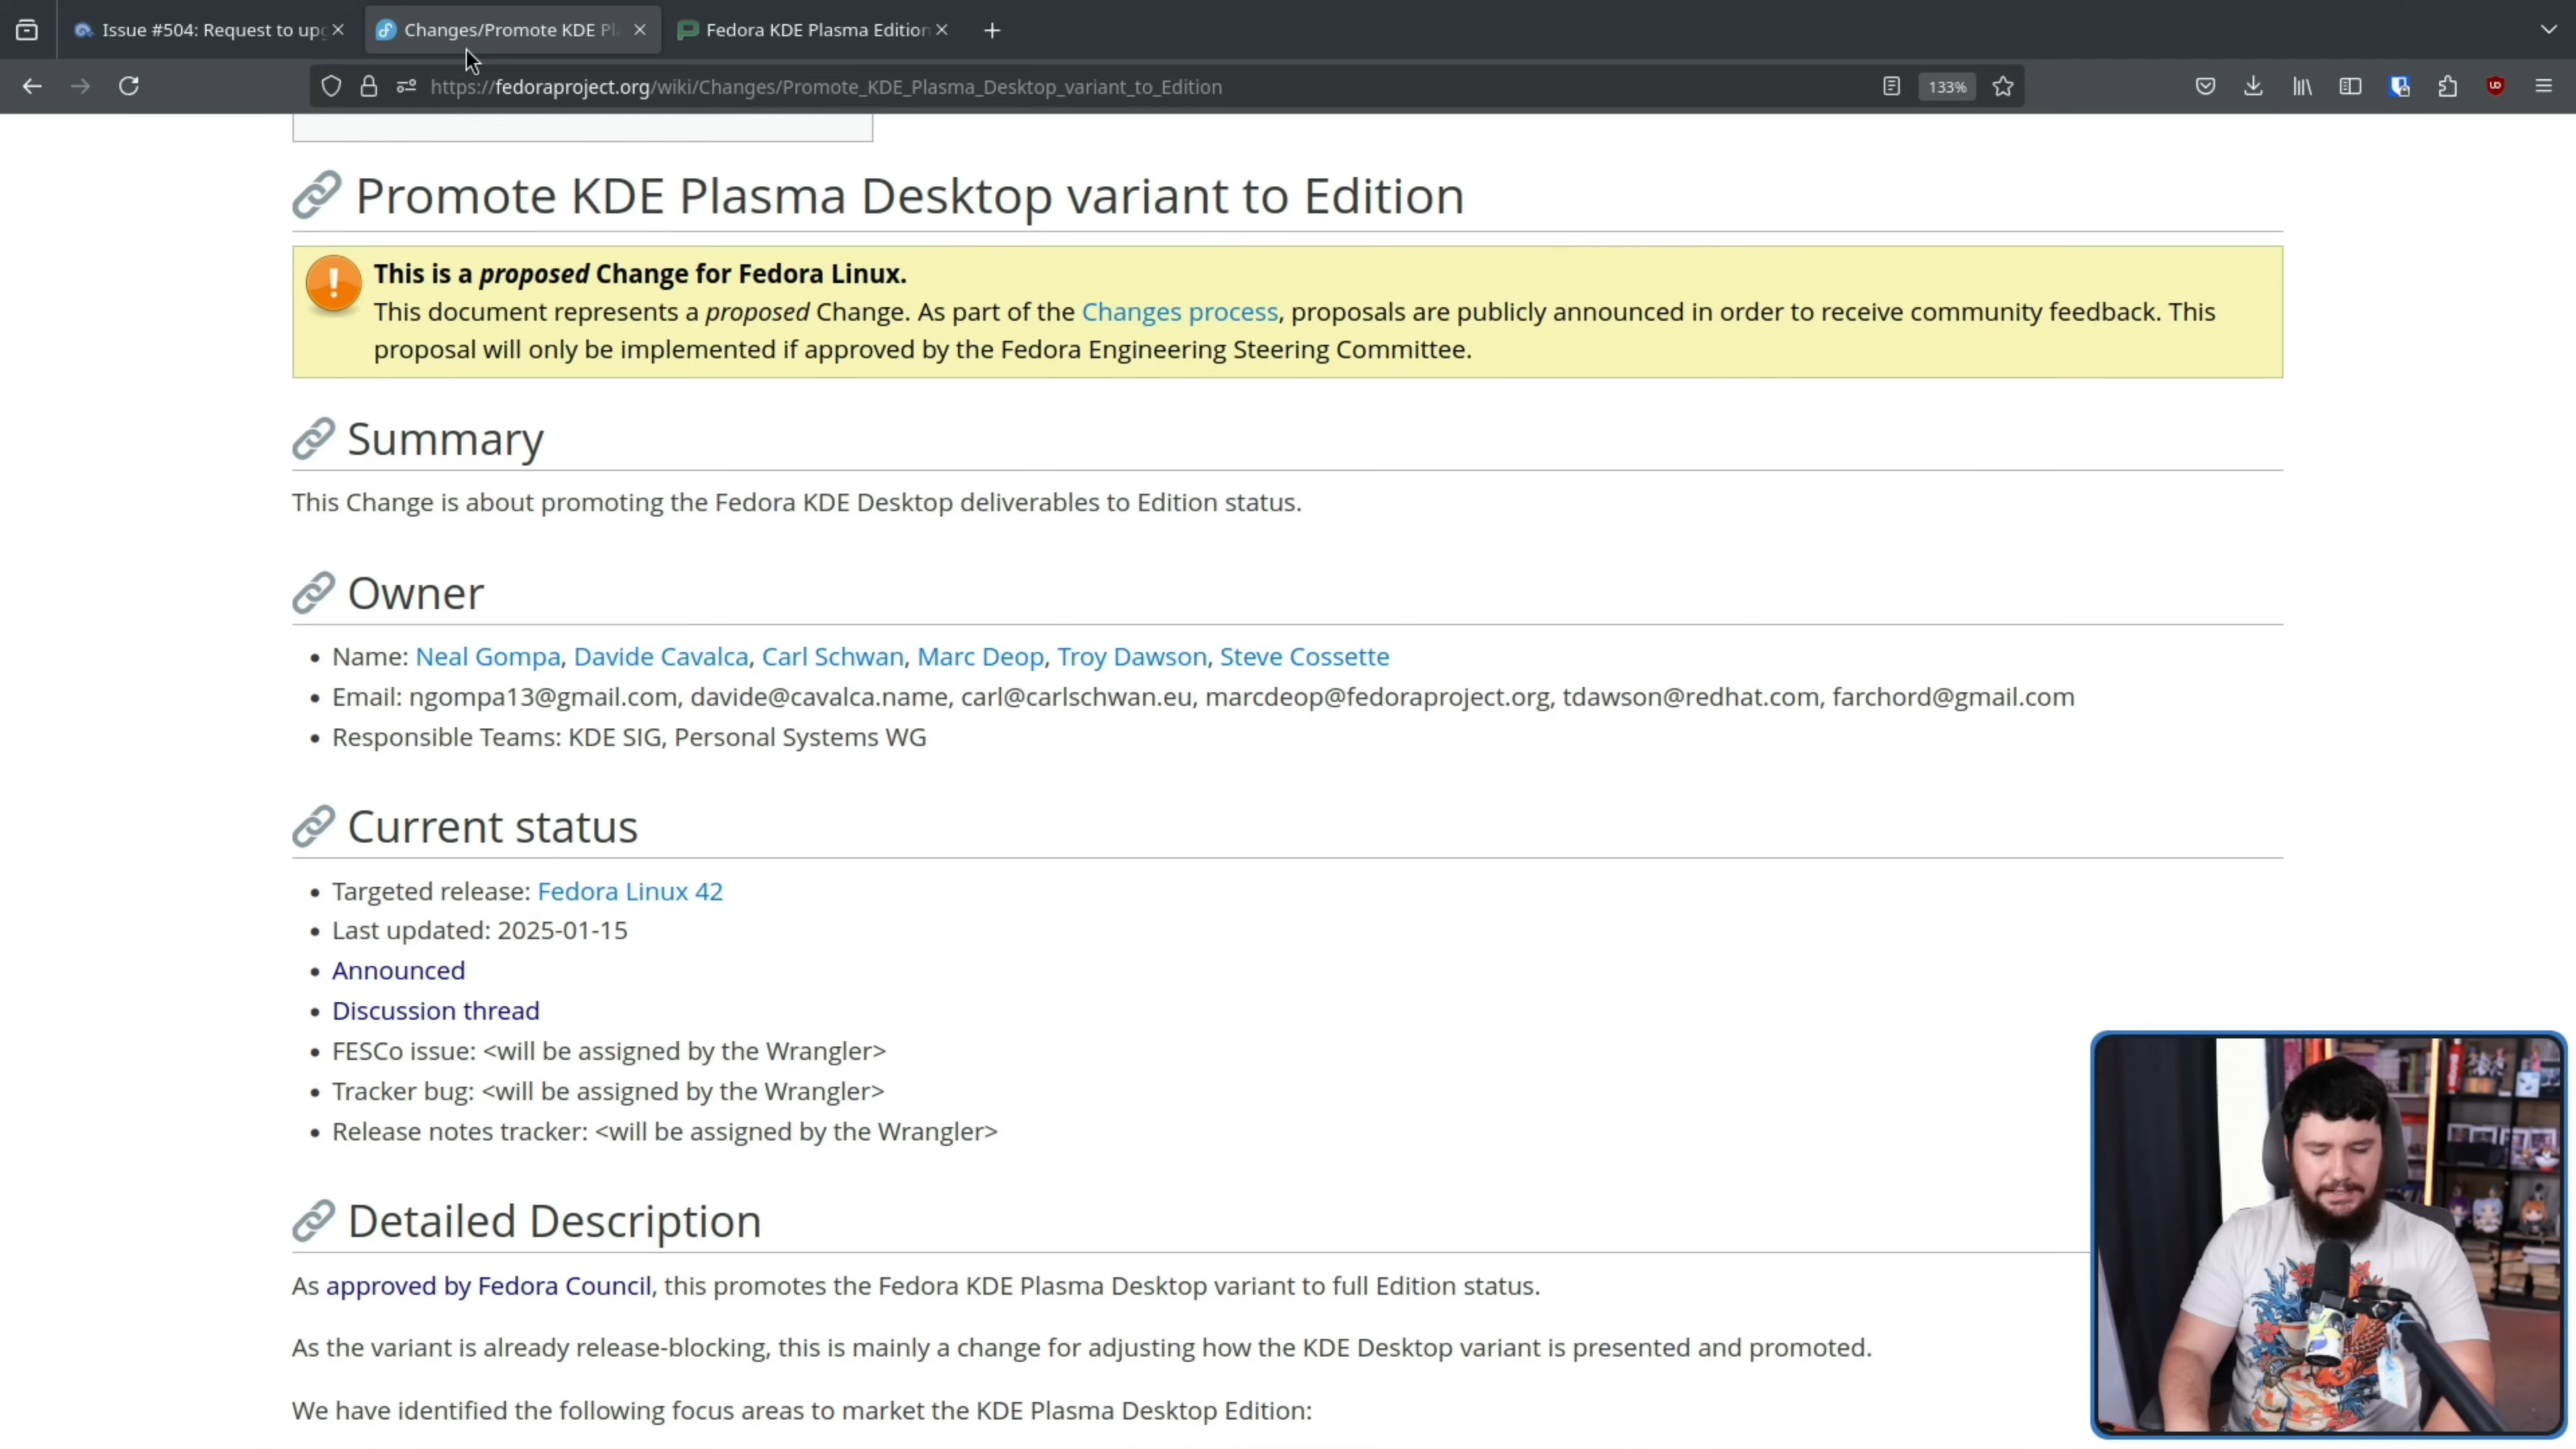 Issue #504: Request to upg
Changes/Promote KDE Pla
Fedora KDE Plasma Edition
https://fedoraproject.org/wiki/Changes/Promote_KDE_Plasma_Desktop_variant_to_Edition
133%
Promote KDE Plasma Desktop variant to Edition
This is a proposed Change for Fedora Linux.
This document represents a proposed Change. As part of the Changes process, proposals are publicly announced in order to receive community feedback. This
proposal will only be implemented if approved by the Fedora Engineering Steering Committee.
Summary
This Change is about promoting the Fedora KDE Desktop deliverables to Edition status.
Owner
• Name: Neal Gompa, Davide Cavalca, Carl Schwan, Marc Deop, Troy Dawson, Steve Cossette
• Email: ngompa13@gmail.com, davide@cavalca.name, carl@carlschwan.eu, marcdeop@fedoraproject.org, tdawson@redhat.com, farchord@gmail.com
• Responsible Teams: KDE SIG, Personal Systems WG
Current status
• Targeted release: Fedora Linux 42
• Last updated: 2025-01-15
• Announced
• Discussion thread
• FESCo issue: <will be assigned by the Wrangler>
• Tracker bug: <will be assigned by the Wrangler>
• Release notes tracker: <will be assigned by the Wrangler>
Detailed Description
As approved by Fedora Council, this promotes the Fedora KDE Plasma Desktop variant to full Edition status.
As the variant is already release-blocking, this is mainly a change for adjusting how the KDE Desktop variant is presented and promoted.
We have identified the following focus areas to market the KDE Plasma Desktop Edition: